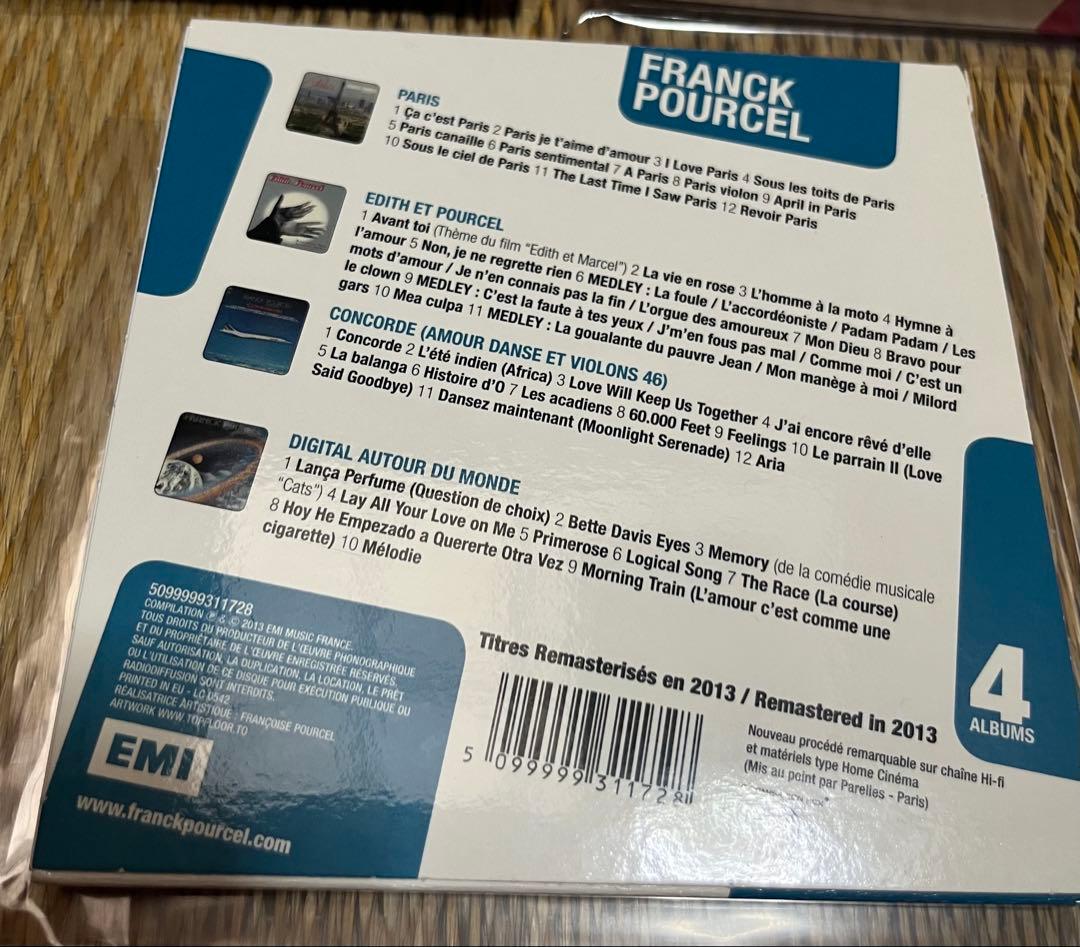 FRANCK
POURCEL
PARIS
1 Ça c'est Paris 2 Paris je t'aime d'amour 3 I Love Paris 4 Sous les toits de Paris
5 Paris canaille 6 Paris sentimental 7 A Paris 8 Paris violon 9 April in Paris
10 Sous le ciel de Paris 11 The Last Time I Saw Paris 12 Revoir Paris
EDITH ET POURCEL
1 Avant toi (Thème du film "Edith et Marcel") 2 La vie en rose 3 L'homme à la moto 4 Hymne à
l'amour 5 Non, je ne regrette rien 6 MEDLEY : La foule / L'accordéoniste / Padam Padam / Les
mots d'amour / Je n'en connais pas la fin / L'orgue des amoureux 7 Mon Dieu 8 Bravo pour
le clown 9 MEDLEY : C'est la faute à tes yeux / J'm'en fous pas mal / Comme moi / C'est un
gars 10 Mea culpa 11 MEDLEY : La goualante du pauvre Jean / Mon manège à moi / Milord
CONCORDE (AMOUR DANSE ET VIOLONS 46)
1 Concorde 2 L'été indien (Africa) 3 Love Will Keep Us Together 4 J'ai encore rêvé d'elle
5 La balanga 6 Histoire d'O 7 Les acadiens 8 60.000 Feet 9 Feelings 10 Le parrain II (Love
Said Goodbye) 11 Dansez maintenant (Moonlight Serenade) 12 Aria
DIGITAL AUTOUR DU MONDE
1 Lança Perfume (Question de choix) 2 Bette Davis Eyes 3 Memory (de la comédie musicale
"Cats") 4 Lay All Your Love on Me 5 Primerose 6 Logical Song 7 The Race (La course)
8 Hoy He Empezado a Quererte Otra Vez 9 Morning Train (L'amour c'est comme une
cigarette) 10 Mélodie
4
ALBUMS
5099999311728
COMPILATION ℗ & © 2013 EMI MUSIC FRANCE.
TOUS DROITS DU PRODUCTEUR DE L'ŒUVRE PHONOGRAPHIQUE
ET DU PROPRIÉTAIRE DE L'ŒUVRE ENREGISTRÉE RÉSERVÉS.
SAUF AUTORISATION, LA DUPLICATION, LA LOCATION, LE PRÊT
OU L'UTILISATION DE CE DISQUE POUR EXÉCUTION PUBLIQUE OU
RADIODIFFUSION SONT INTERDITS.
PRINTED IN EU - LC 0542
RÉALISATRICE ARTISTIQUE : FRANÇOISE POURCEL
ARTWORK WWW.TOPFLOOR.TO
EMI
www.franckpourcel.com
Titres Remasterisés en 2013 / Remastered in 2013
5 099999 311728
Nouveau procédé remarquable sur chaîne Hi-fi
et matériels type Home Cinéma
(Mis au point par Parelies - Paris)